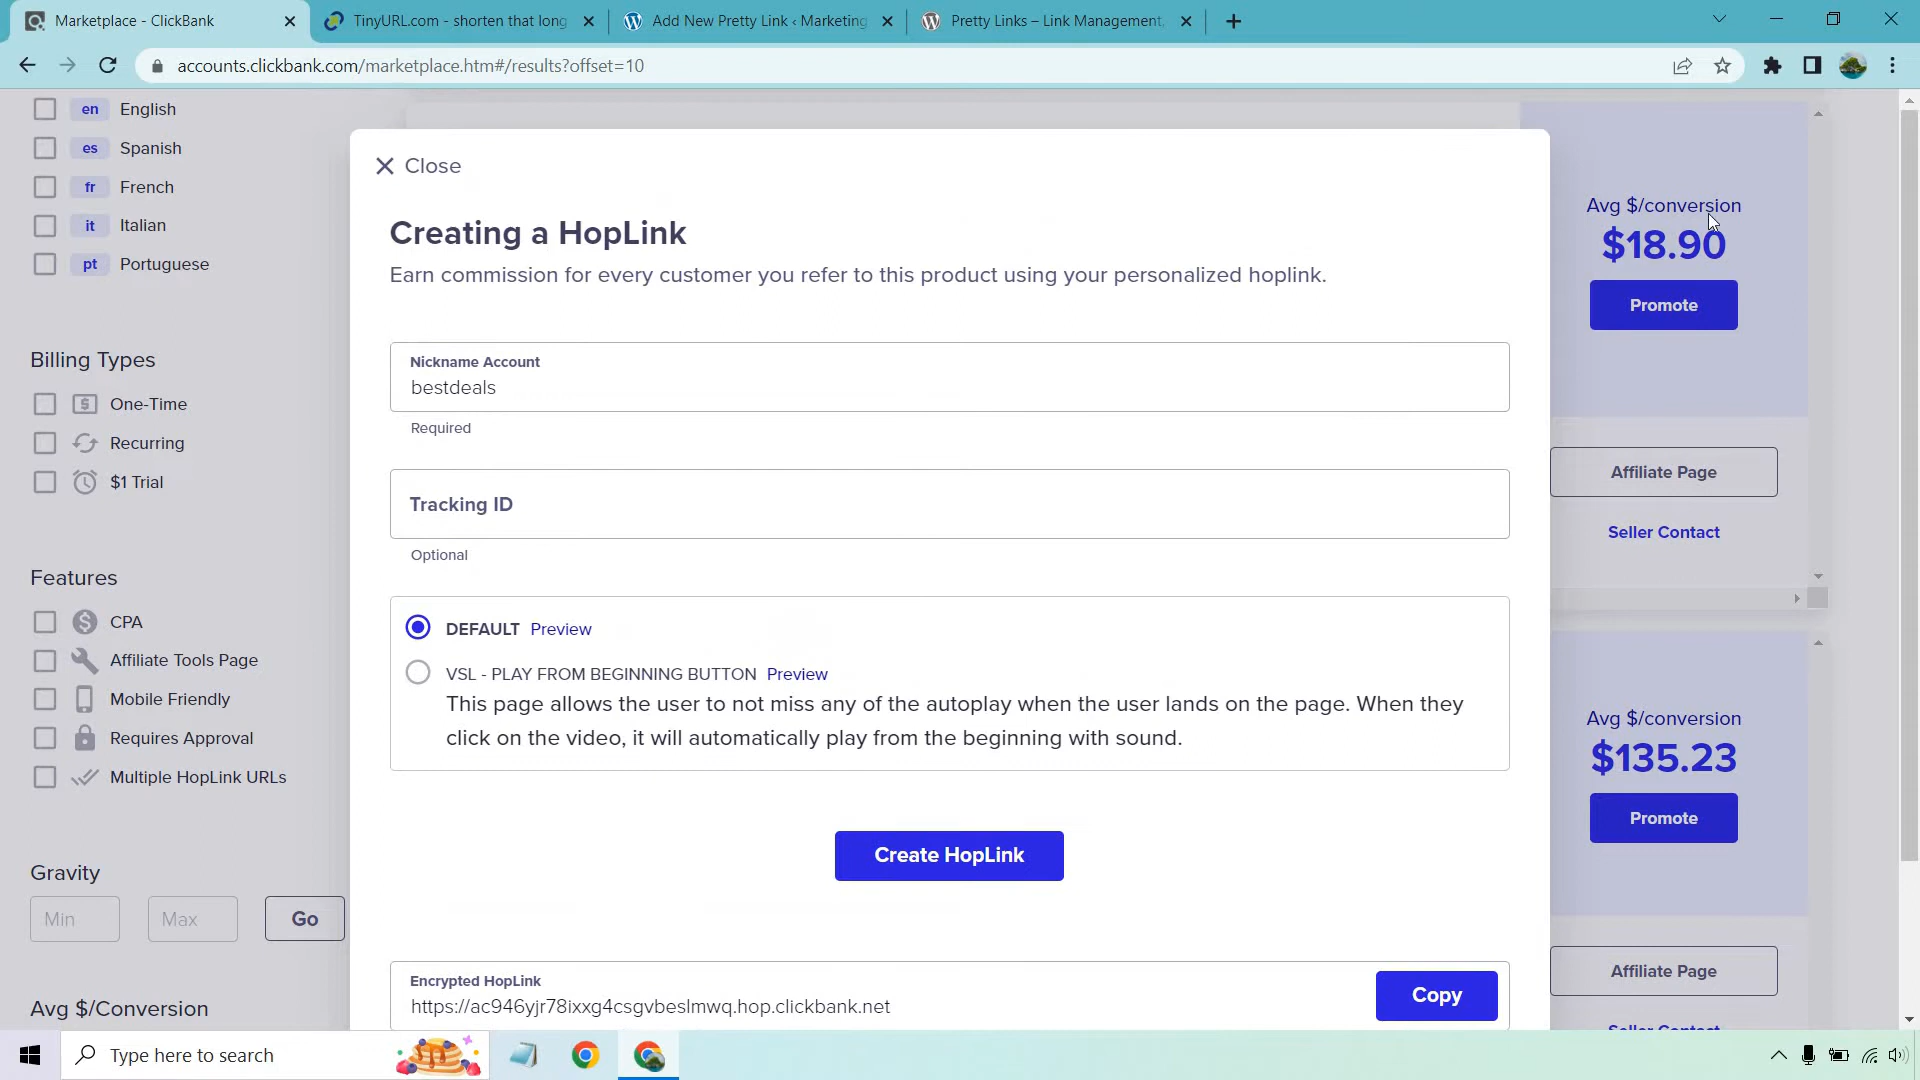 Marketplace - ClickBank
TinyURL.com - shorten that long
Add New Pretty Link ‹ Marketing
Pretty Links – Link Management,
accounts.clickbank.com/marketplace.htm#/results?offset=10
en English
es Spanish
fr French
it Italian
pt Portuguese
Billing Types
One-Time
Recurring
$1 Trial
Features
CPA
Affiliate Tools Page
Mobile Friendly
Requires Approval
Multiple HopLink URLs
Gravity
Min Max Go
Avg $/Conversion
Close
Creating a HopLink
Earn commission for every customer you refer to this product using your personalized hoplink.
Nickname Account
bestdeals
Required
Tracking ID
Optional
DEFAULT Preview
VSL - PLAY FROM BEGINNING BUTTON Preview
This page allows the user to not miss any of the autoplay when the user lands on the page. When they
click on the video, it will automatically play from the beginning with sound.
Create HopLink
Encrypted HopLink
https://ac946yjr78ixxg4csgvbeslmwq.hop.clickbank.net
Copy
Avg $/conversion
$18.90
Promote
Affiliate Page
Seller Contact
Avg $/conversion
$135.23
Promote
Affiliate Page
Seller Contact
Type here to search